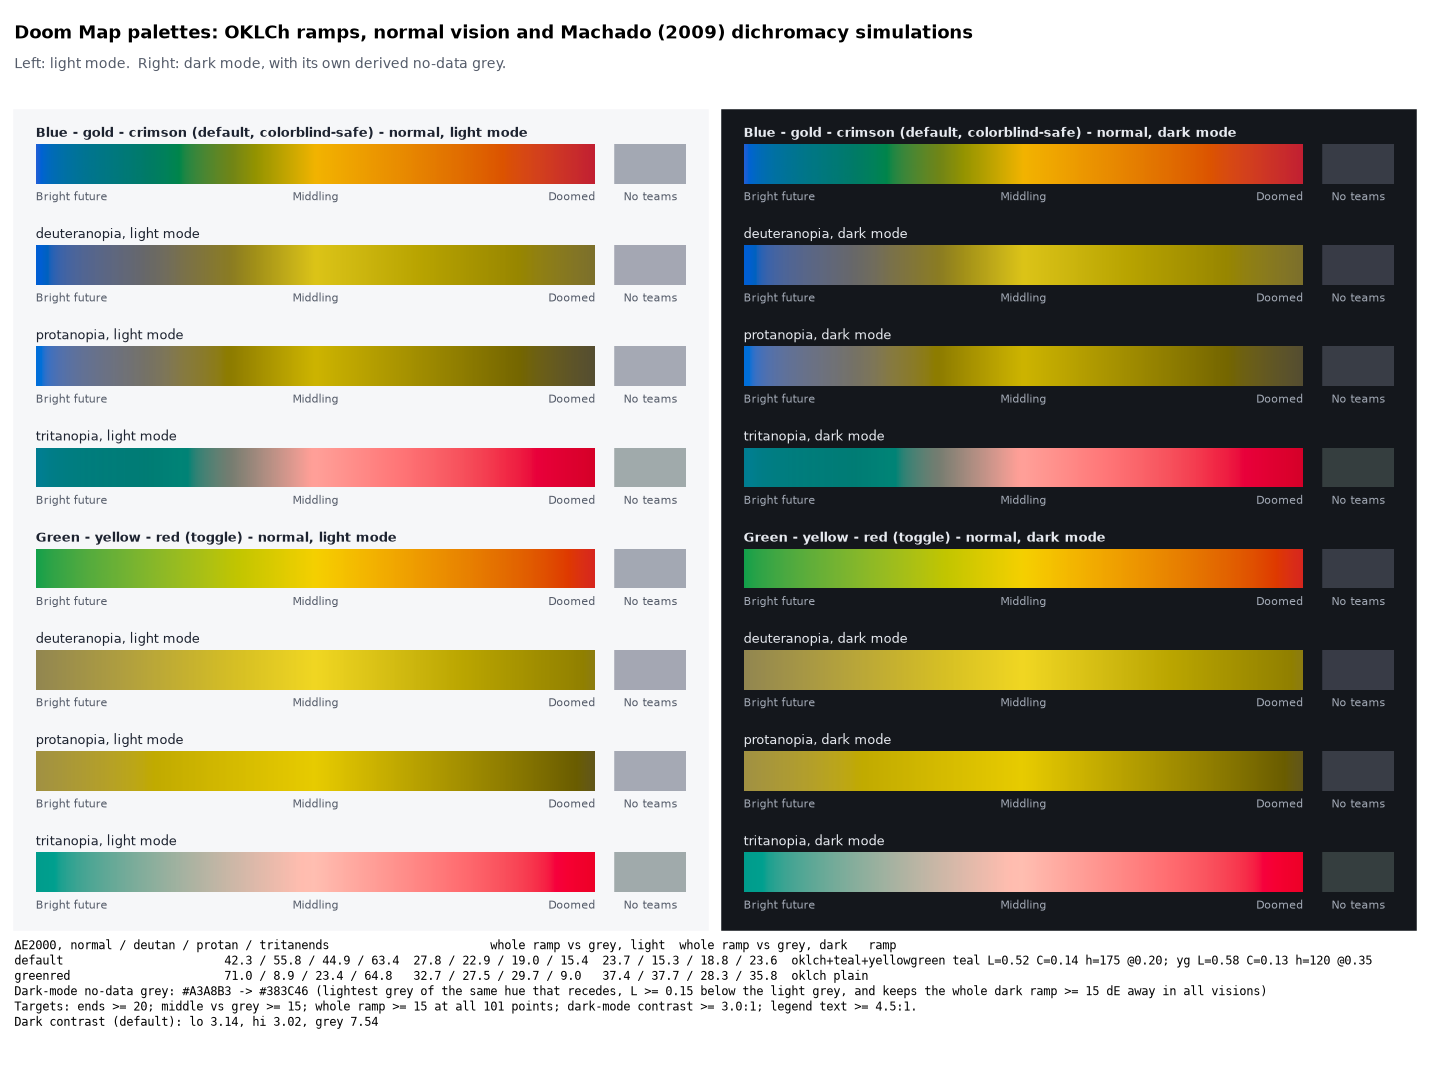 Doom Map palettes: OKLCh ramps, normal vision and Machado (2009) dichromacy simulations
Left: light mode.  Right: dark mode, with its own derived no-data grey.
Blue - gold - crimson (default, colorblind-safe) - normal, light mode
Bright future Middling Doomed No teams
deuteranopia, light mode
Bright future Middling Doomed No teams
protanopia, light mode
Bright future Middling Doomed No teams
tritanopia, light mode
Bright future Middling Doomed No teams
Green - yellow - red (toggle) - normal, light mode
Bright future Middling Doomed No teams
deuteranopia, light mode
Bright future Middling Doomed No teams
protanopia, light mode
Bright future Middling Doomed No teams
tritanopia, light mode
Bright future Middling Doomed No teams
Blue - gold - crimson (default, colorblind-safe) - normal, dark mode
Bright future Middling Doomed No teams
deuteranopia, dark mode
Bright future Middling Doomed No teams
protanopia, dark mode
Bright future Middling Doomed No teams
tritanopia, dark mode
Bright future Middling Doomed No teams
Green - yellow - red (toggle) - normal, dark mode
Bright future Middling Doomed No teams
deuteranopia, dark mode
Bright future Middling Doomed No teams
protanopia, dark mode
Bright future Middling Doomed No teams
tritanopia, dark mode
Bright future Middling Doomed No teams
ΔE2000, normal / deutan / protan / tritanends whole ramp vs grey, light whole ramp vs grey, dark ramp
default 42.3 / 55.8 / 44.9 / 63.4 27.8 / 22.9 / 19.0 / 15.4 23.7 / 15.3 / 18.8 / 23.6 oklch+teal+yellowgreen teal L=0.52 C=0.14 h=175 @0.20; yg L=0.58 C=0.13 h=120 @0.35
greenred 71.0 / 8.9 / 23.4 / 64.8 32.7 / 27.5 / 29.7 / 9.0 37.4 / 37.7 / 28.3 / 35.8 oklch plain
Dark-mode no-data grey: #A3A8B3 -> #383C46 (lightest grey of the same hue that recedes, L >= 0.15 below the light grey, and keeps the whole dark ramp >= 15 dE away in all visions)
Targets: ends >= 20; middle vs grey >= 15; whole ramp >= 15 at all 101 points; dark-mode contrast >= 3.0:1; legend text >= 4.5:1.
Dark contrast (default): lo 3.14, hi 3.02, grey 7.54